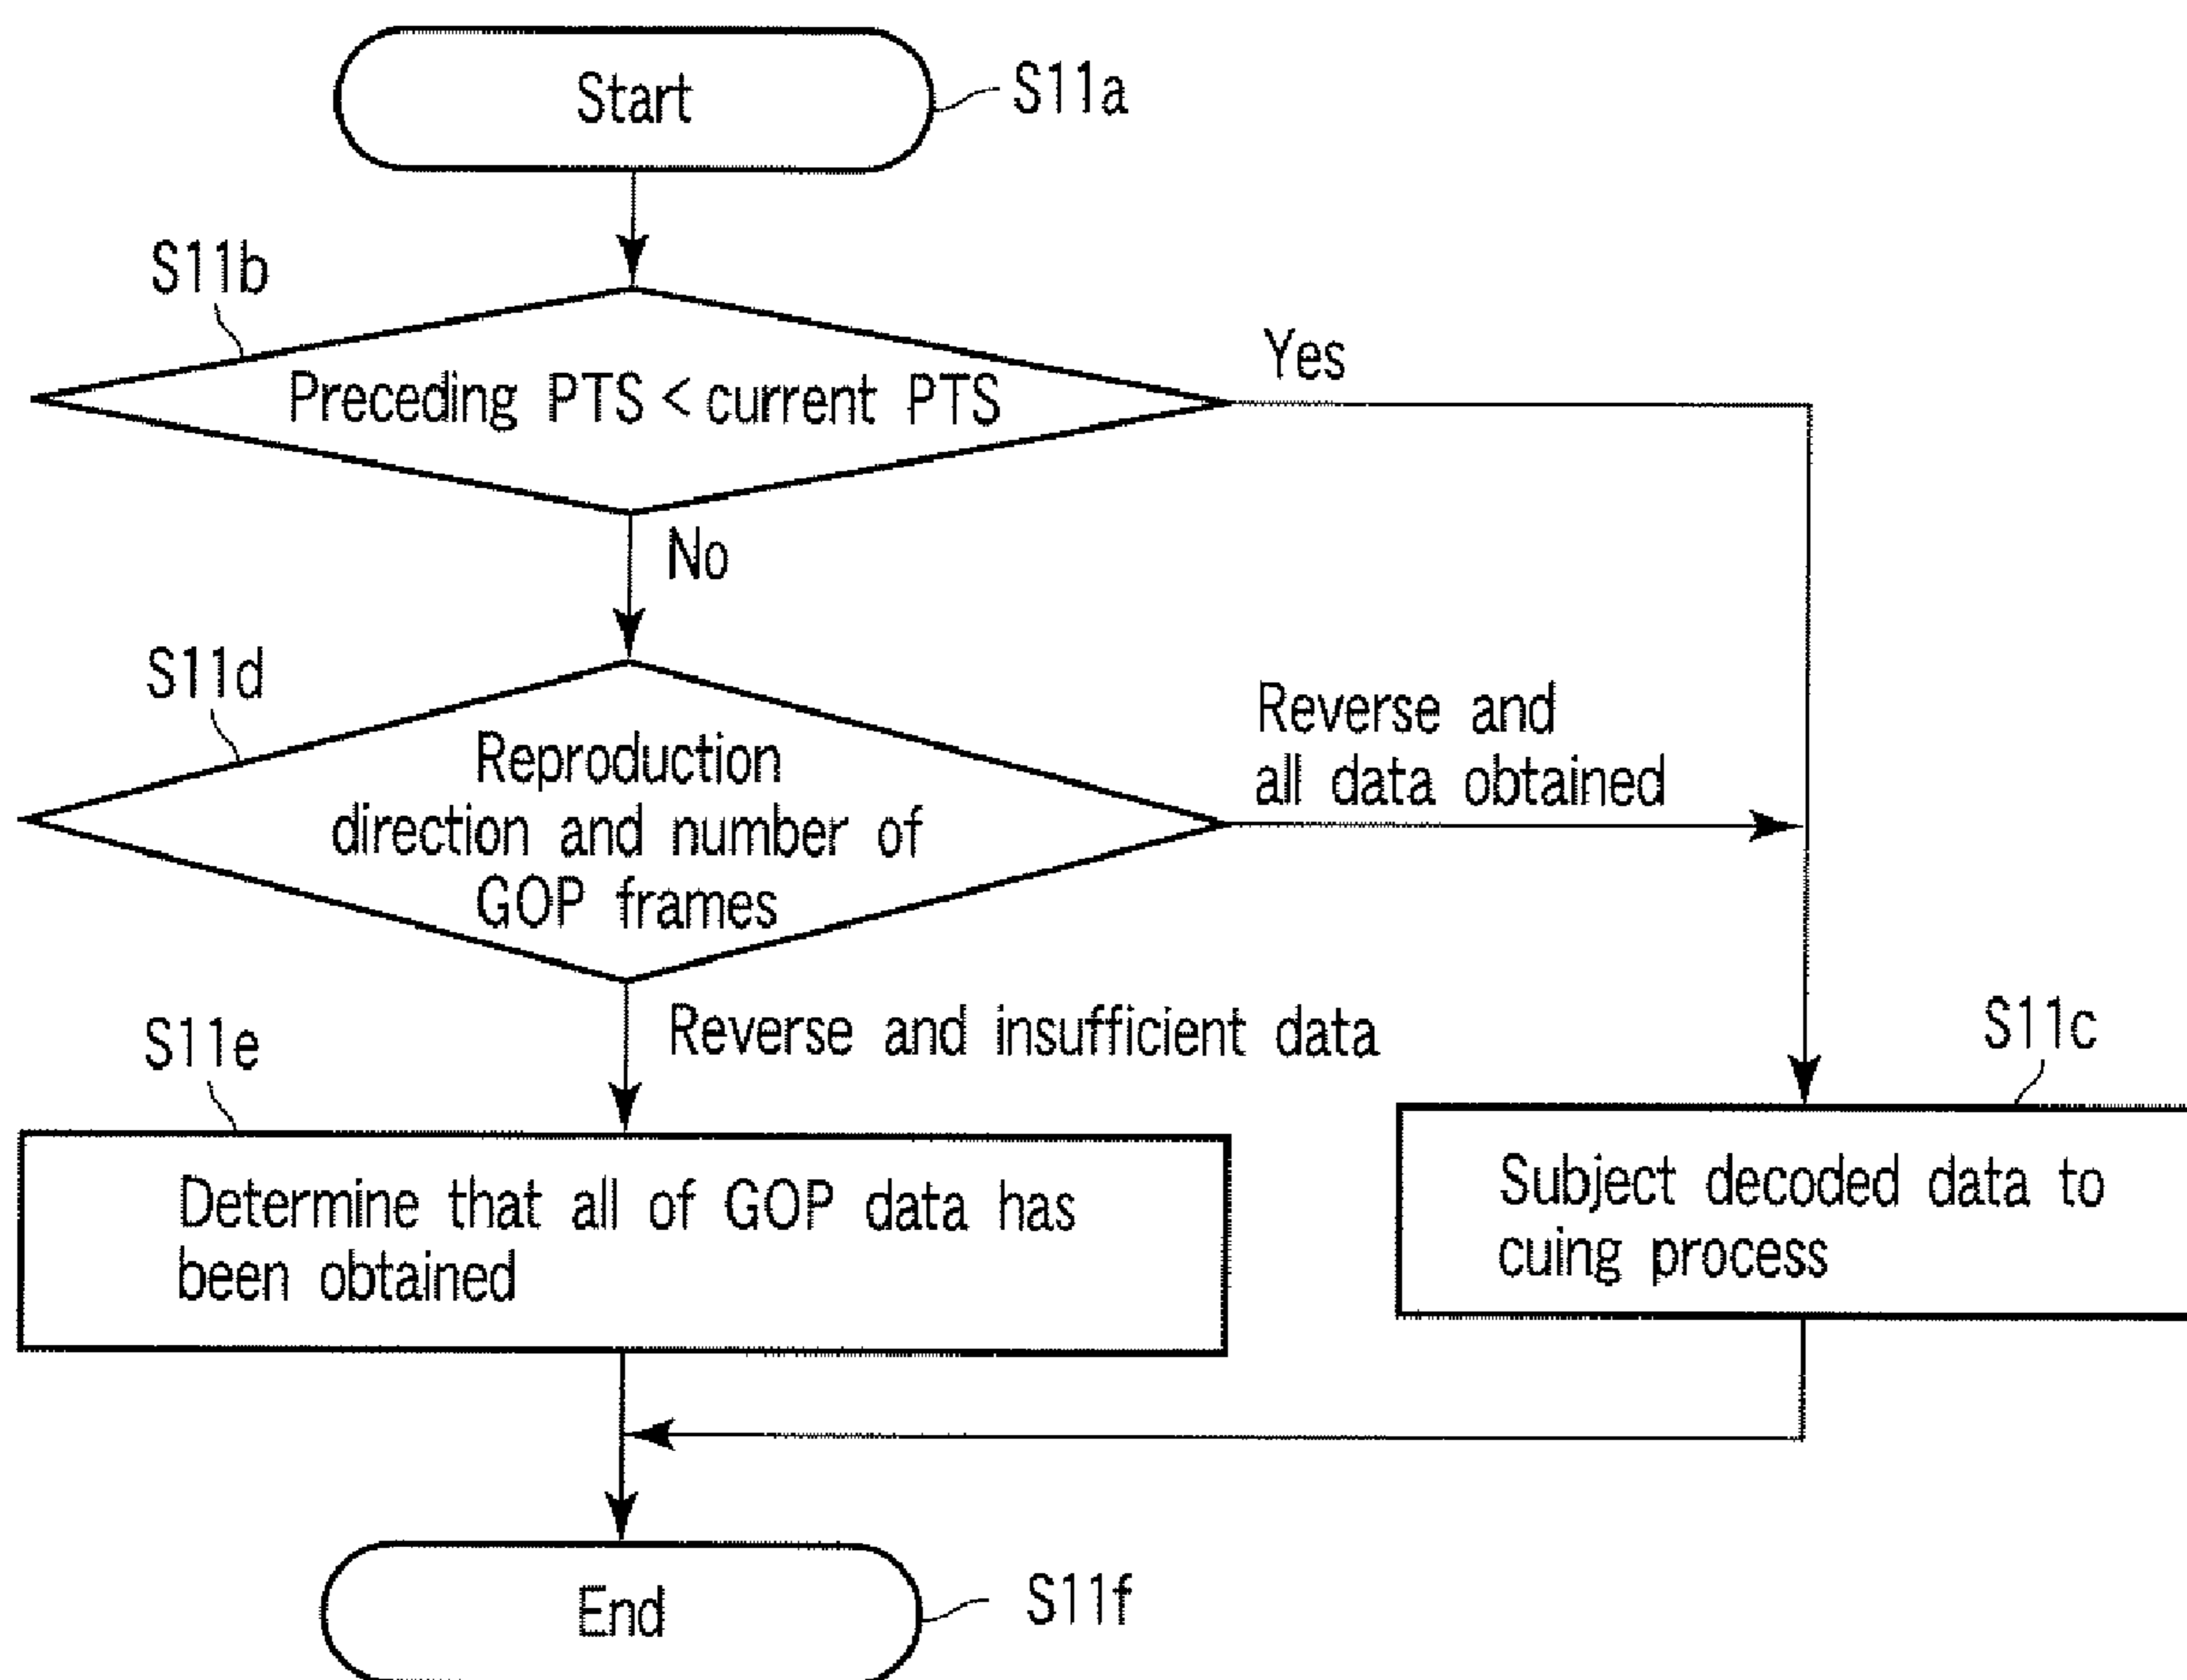 Start
S11a
S11b
Preceding PTS < current PTS
Yes
No
S11d
Reproduction
direction and number of
GOP frames
Reverse and
all data obtained
Reverse and insufficient data
S11e
Determine that all of GOP data has
been obtained
S11c
Subject decoded data to
cuing process
End
S11f